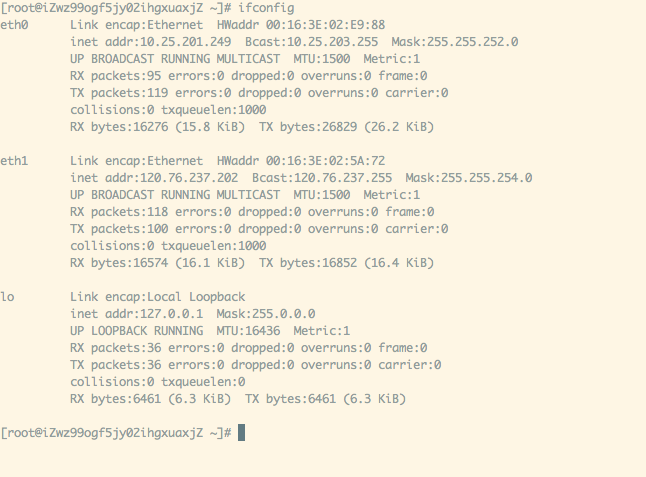 [root@iZwz99ogf5jy02ihgxuaxjZ ~]# ifconfig
eth0      Link encap:Ethernet  HWaddr 00:16:3E:02:E9:88
          inet addr:10.25.201.249  Bcast:10.25.203.255  Mask:255.255.252.0
          UP BROADCAST RUNNING MULTICAST  MTU:1500  Metric:1
          RX packets:95 errors:0 dropped:0 overruns:0 frame:0
          TX packets:119 errors:0 dropped:0 overruns:0 carrier:0
          collisions:0 txqueuelen:1000
          RX bytes:16276 (15.8 KiB)  TX bytes:26829 (26.2 KiB)

eth1      Link encap:Ethernet  HWaddr 00:16:3E:02:5A:72
          inet addr:120.76.237.202  Bcast:120.76.237.255  Mask:255.255.254.0
          UP BROADCAST RUNNING MULTICAST  MTU:1500  Metric:1
          RX packets:118 errors:0 dropped:0 overruns:0 frame:0
          TX packets:100 errors:0 dropped:0 overruns:0 carrier:0
          collisions:0 txqueuelen:1000
          RX bytes:16574 (16.1 KiB)  TX bytes:16852 (16.4 KiB)

lo        Link encap:Local Loopback
          inet addr:127.0.0.1  Mask:255.0.0.0
          UP LOOPBACK RUNNING  MTU:16436  Metric:1
          RX packets:36 errors:0 dropped:0 overruns:0 frame:0
          TX packets:36 errors:0 dropped:0 overruns:0 carrier:0
          collisions:0 txqueuelen:0
          RX bytes:6461 (6.3 KiB)  TX bytes:6461 (6.3 KiB)

[root@iZwz99ogf5jy02ihgxuaxjZ ~]#